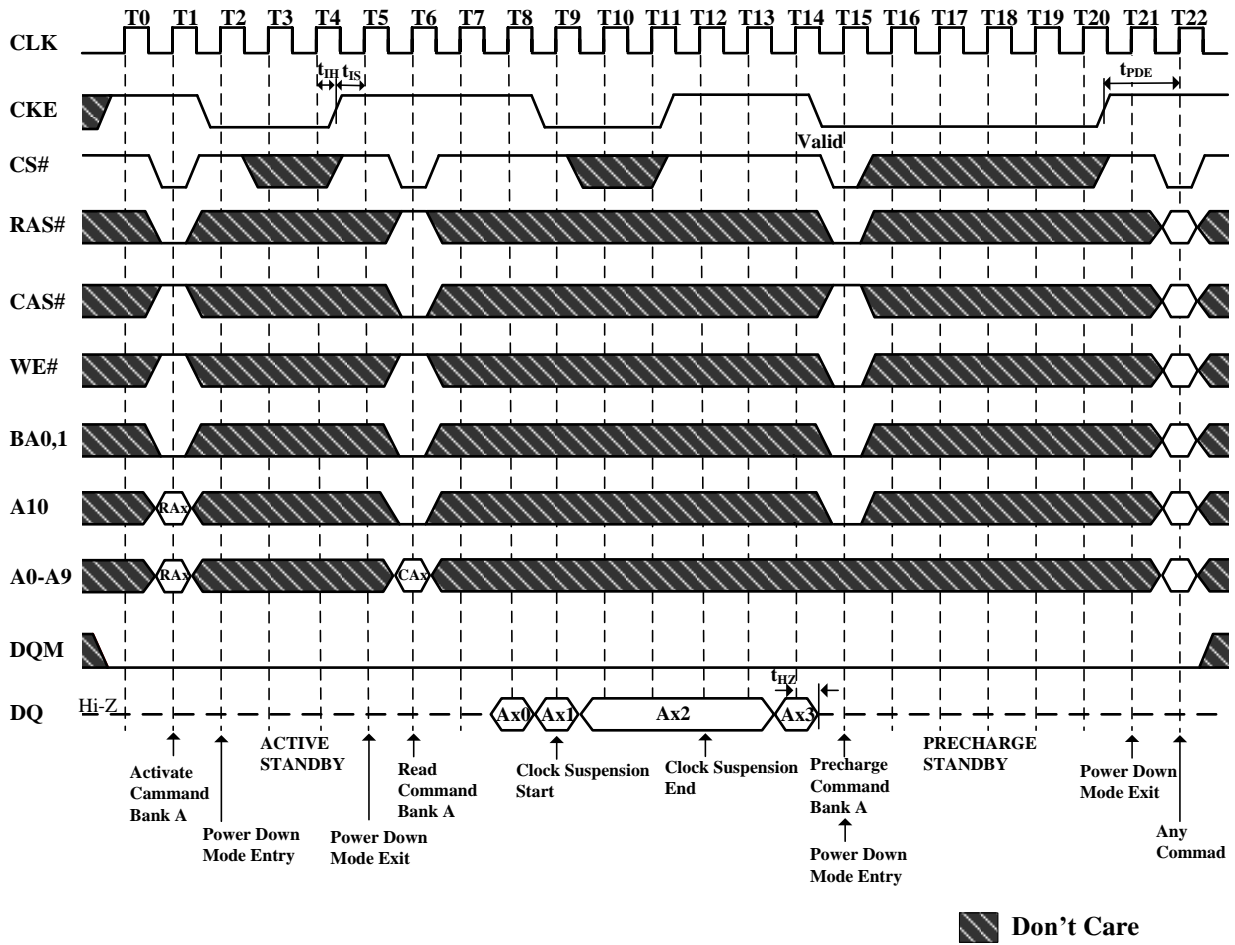 T0 T1 T2 T3 T4 T5 T6 T7 T8 T9 T10 T11 T12 T13 T14 T15 T16 T17 T18 T19 T20 T21 T22
CLK
tIH tIS
tPDE
CKE
Valid
CS#
RAS#
CAS#
WE#
BA0,1
A10
RAx
A0-A9
RAx
CAx
DQM
tHZ
DQ
Hi-Z
Ax0
Ax1
Ax2
Ax3
Activate
Cammand
Bank A
Power Down
Mode Entry
ACTIVE
STANDBY
Power Down
Mode Exit
Read
Command
Bank A
Clock Suspension
Start
Clock Suspension
End
Precharge
Command
Bank A
Power Down
Mode Entry
PRECHARGE
STANDBY
Power Down
Mode Exit
Any
Commad
Don't Care